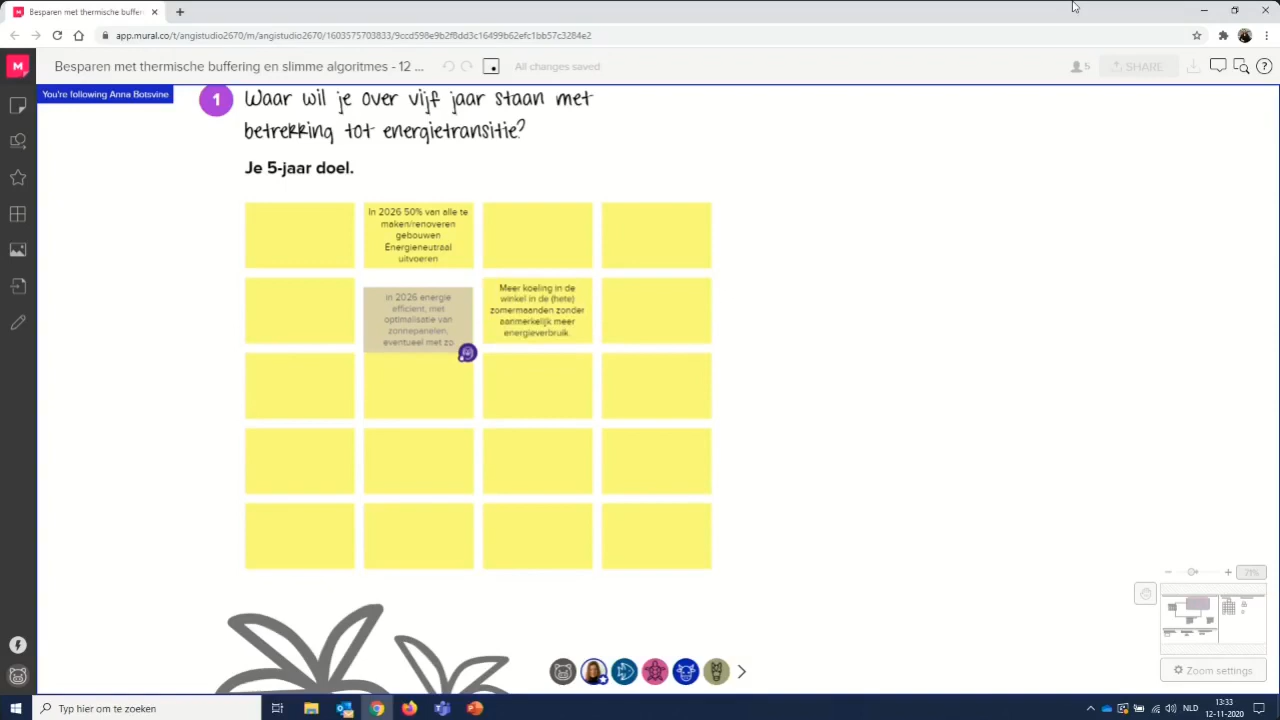 Besparen met thermische buffer
app.mural.co/t/angistudio2670/m/angistudio2670/1603575703833/9ccd598e9b2f8dd3c16499b62efc1bb57c3284e2
Besparen met thermische buffering en slimme algoritmes - 12 ...
All changes saved
5
SHARE
You're following Anna Botsvine
1
Waar wil je over vijf jaar staan met
betrekking tot energietransitie?
Je 5-jaar doel.
In 2026 50% van alle te
maken/renoveren
gebouwen
Energieneutraal
uitvoeren
in 2026 energie
efficient, met
optimalisatie van
zonnepanelen,
eventueel met zo
Meer koeling in de
winkel in de (hete)
zomermaanden zonder
aanmerkelijk meer
energieverbruik.
71%
Zoom settings
Typ hier om te zoeken
NLD
13:33
12-11-2020